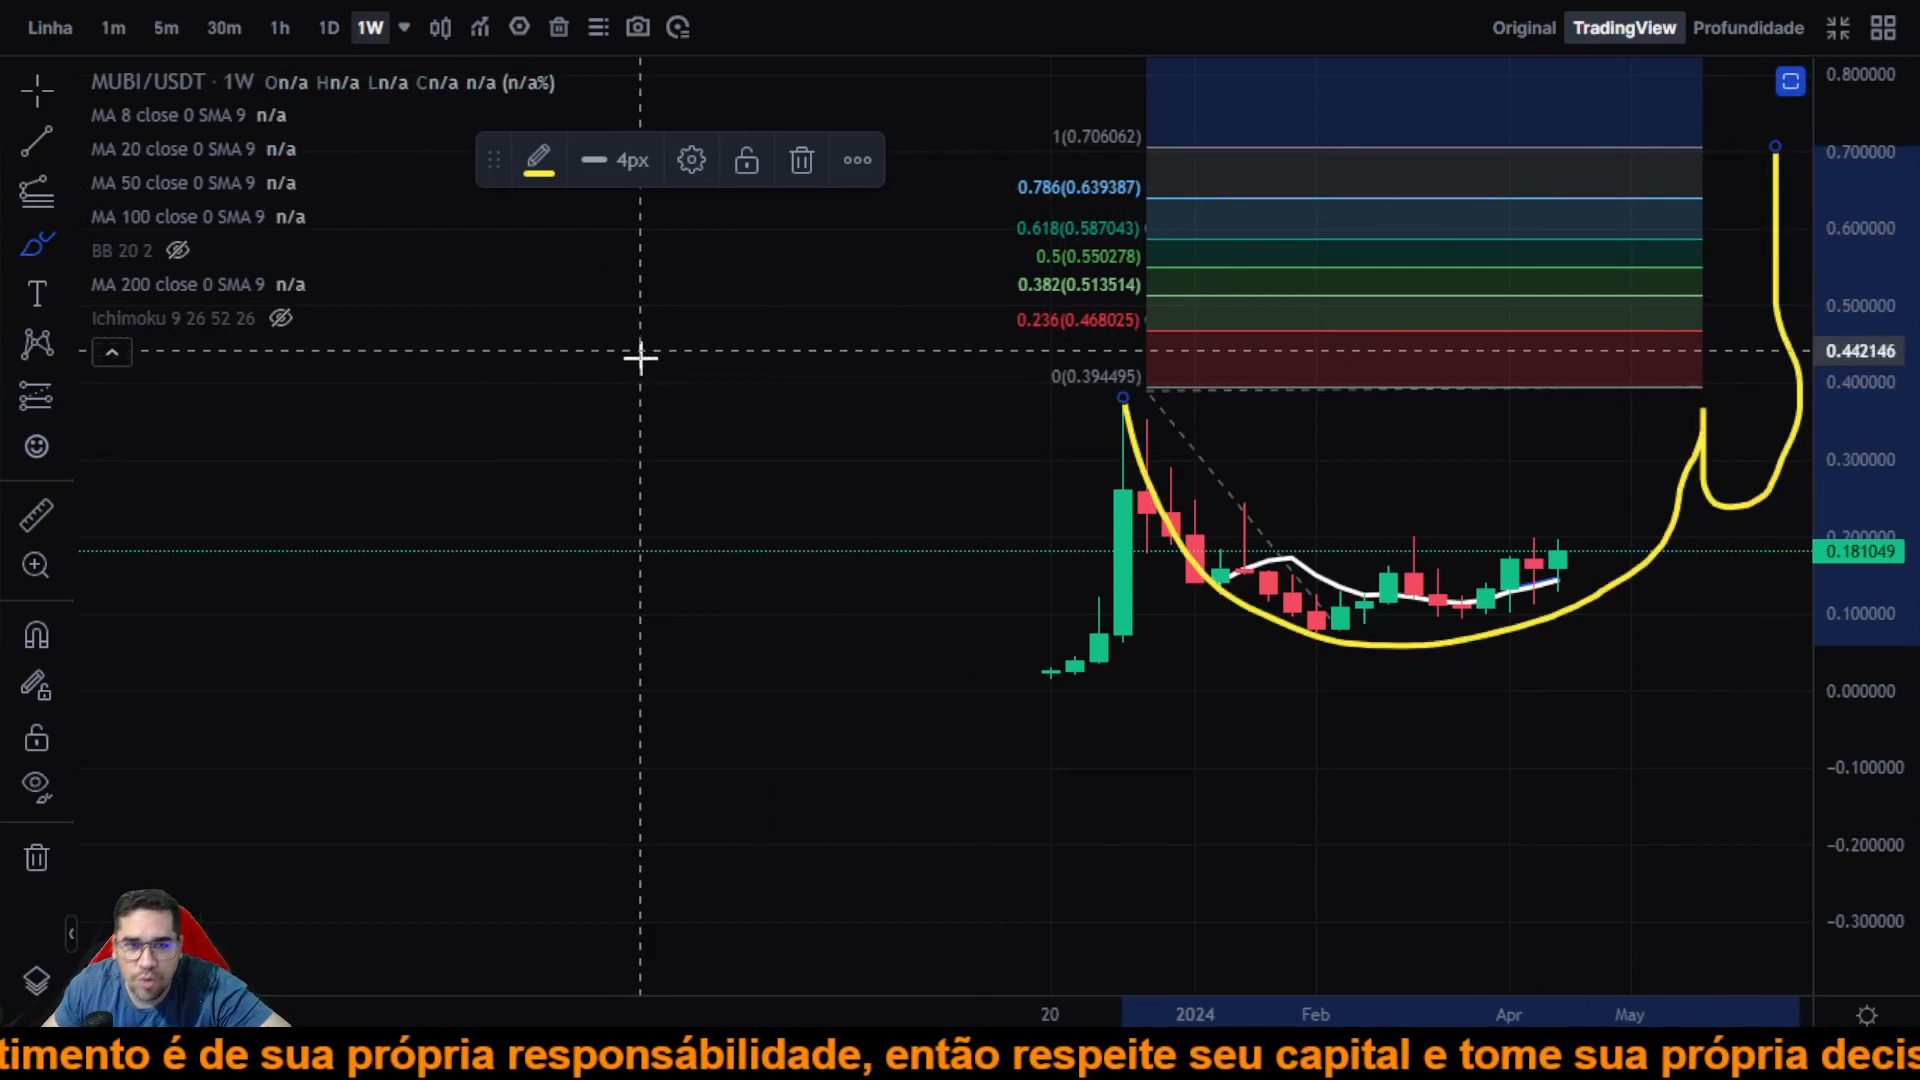 Linha 1m 5m 30m 1h 1D 1W Original TradingView Profundidade
MUBI/USDT · 1W On/a Hn/a Ln/a Cn/a n/a (n/a%)
MA 8 close 0 SMA 9 n/a
MA 20 close 0 SMA 9 n/a
MA 50 close 0 SMA 9 n/a
MA 100 close 0 SMA 9 n/a
BB 20 2
MA 200 close 0 SMA 9 n/a
Ichimoku 9 26 52 26
4px
1(0.706062)
0.786(0.639387)
0.618(0.587043)
0.5(0.550278)
0.382(0.513514)
0.236(0.468025)
0(0.394495)
0.800000
0.700000
0.600000
0.500000
0.442146
0.400000
0.300000
0.200000
0.181049
0.100000
0.000000
−0.100000
−0.200000
−0.300000
20 2024 Feb Apr May
timento é de sua própria responsábilidade, então respeite seu capital e tome sua própria decis